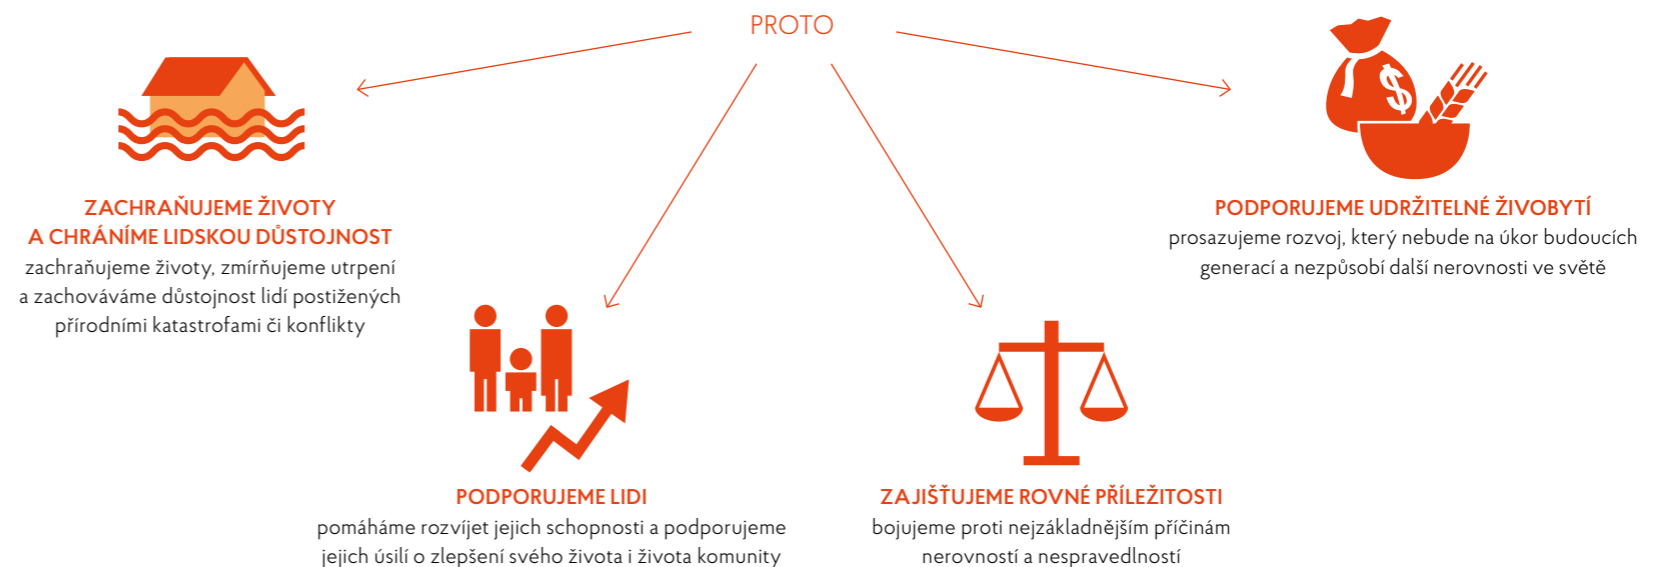 PROTO
ZACHRAŇUJEME ŽIVOTY
A CHRÁNÍME LIDSKOU DŮSTOJNOST
zachraňujeme životy, zmírňujeme utrpení
a zachováváme důstojnost lidí postižených
přírodními katastrofami či konflikty
PODPORUJEME LIDI
pomáháme rozvíjet jejich schopnosti a podporujeme
jejich úsilí o zlepšení svého života i života komunity
ZAJIŠŤUJEME ROVNÉ PŘÍLEŽITOSTI
bojujeme proti nejzákladnějším příčinám
nerovností a nespravedlností
$
PODPORUJEME UDRŽITELNÉ ŽIVOBYTÍ
prosazujeme rozvoj, který nebude na úkor budoucích
generací a nezpůsobí další nerovnosti ve světě